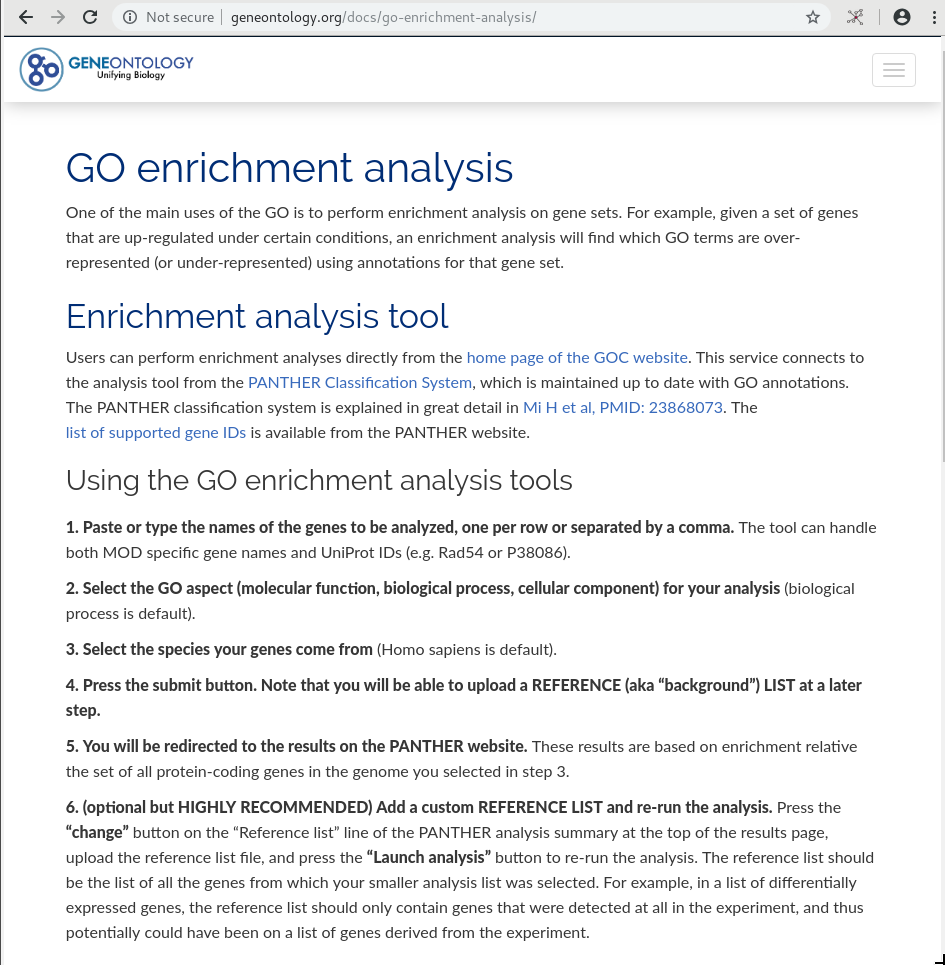 Not secure | geneontology.org/docs/go-enrichment-analysis/
GENEONTOLOGY
Unifying Biology
GO enrichment analysis
One of the main uses of the GO is to perform enrichment analysis on gene sets. For example, given a set of genes
that are up-regulated under certain conditions, an enrichment analysis will find which GO terms are over-
represented (or under-represented) using annotations for that gene set.
Enrichment analysis tool
Users can perform enrichment analyses directly from the home page of the GOC website. This service connects to
the analysis tool from the PANTHER Classification System, which is maintained up to date with GO annotations.
The PANTHER classification system is explained in great detail in Mi H et al, PMID: 23868073. The
list of supported gene IDs is available from the PANTHER website.
Using the GO enrichment analysis tools
1. Paste or type the names of the genes to be analyzed, one per row or separated by a comma. The tool can handle
both MOD specific gene names and UniProt IDs (e.g. Rad54 or P38086).
2. Select the GO aspect (molecular function, biological process, cellular component) for your analysis (biological
process is default).
3. Select the species your genes come from (Homo sapiens is default).
4. Press the submit button. Note that you will be able to upload a REFERENCE (aka “background”) LIST at a later
step.
5. You will be redirected to the results on the PANTHER website. These results are based on enrichment relative
the set of all protein-coding genes in the genome you selected in step 3.
6. (optional but HIGHLY RECOMMENDED) Add a custom REFERENCE LIST and re-run the analysis. Press the
“change” button on the “Reference list” line of the PANTHER analysis summary at the top of the results page,
upload the reference list file, and press the “Launch analysis” button to re-run the analysis. The reference list should
be the list of all the genes from which your smaller analysis list was selected. For example, in a list of differentially
expressed genes, the reference list should only contain genes that were detected at all in the experiment, and thus
potentially could have been on a list of genes derived from the experiment.